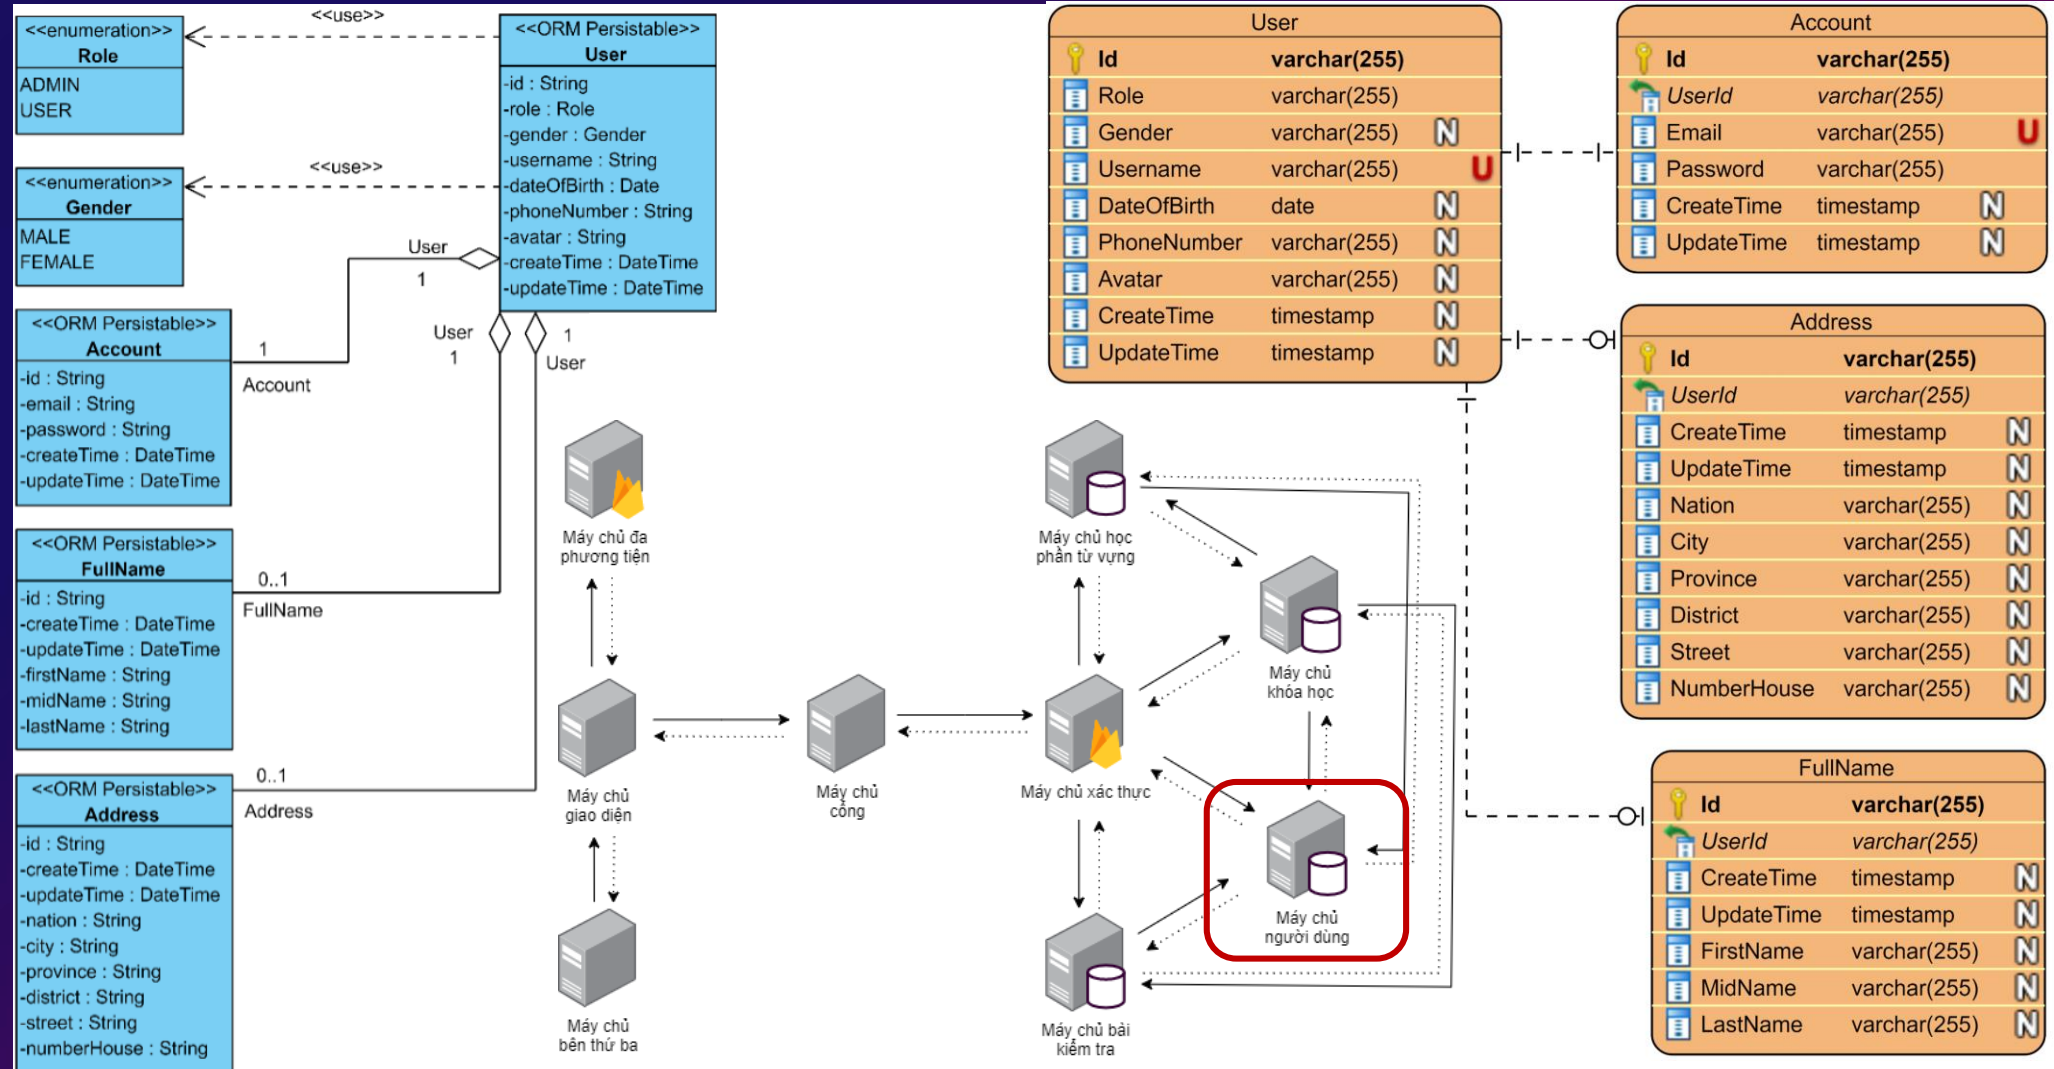 <<enumeration>>
Role
ADMIN
USER
<<use>>
<<ORM Persistable>>
User
-id : String
-role : Role
-gender : Gender
-username : String
-dateOfBirth : Date
-phoneNumber : String
-avatar : String
-createTime : DateTime
-updateTime : DateTime
<<enumeration>>
Gender
MALE
FEMALE
<<use>>
User
1
User
1
1
User
<<ORM Persistable>>
Account
-id : String
-email : String
-password : String
-createTime : DateTime
-updateTime : DateTime
1
Account
<<ORM Persistable>>
FullName
-id : String
-createTime : DateTime
-updateTime : DateTime
-firstName : String
-midName : String
-lastName : String
0..1
FullName
<<ORM Persistable>>
Address
-id : String
-createTime : DateTime
-updateTime : DateTime
-nation : String
-city : String
-province : String
-district : String
-street : String
-numberHouse : String
0..1
Address
Máy chủ đa
phương tiện
Máy chủ
giao diện
Máy chủ
bên thứ ba
Máy chủ
cổng
Máy chủ học
phần từ vựng
Máy chủ xác thực
Máy chủ bài
kiểm tra
Máy chủ
khóa học
Máy chủ
người dùng
User
Id varchar(255)
Role varchar(255)
Gender varchar(255) N
Username varchar(255) U
DateOfBirth date N
PhoneNumber varchar(255) N
Avatar varchar(255) N
CreateTime timestamp N
UpdateTime timestamp N
Account
Id varchar(255)
UserId varchar(255)
Email varchar(255) U
Password varchar(255)
CreateTime timestamp N
UpdateTime timestamp N
Address
Id varchar(255)
UserId varchar(255)
CreateTime timestamp N
UpdateTime timestamp N
Nation varchar(255) N
City varchar(255) N
Province varchar(255) N
District varchar(255) N
Street varchar(255) N
NumberHouse varchar(255) N
FullName
Id varchar(255)
UserId varchar(255)
CreateTime timestamp N
UpdateTime timestamp N
FirstName varchar(255) N
MidName varchar(255) N
LastName varchar(255) N